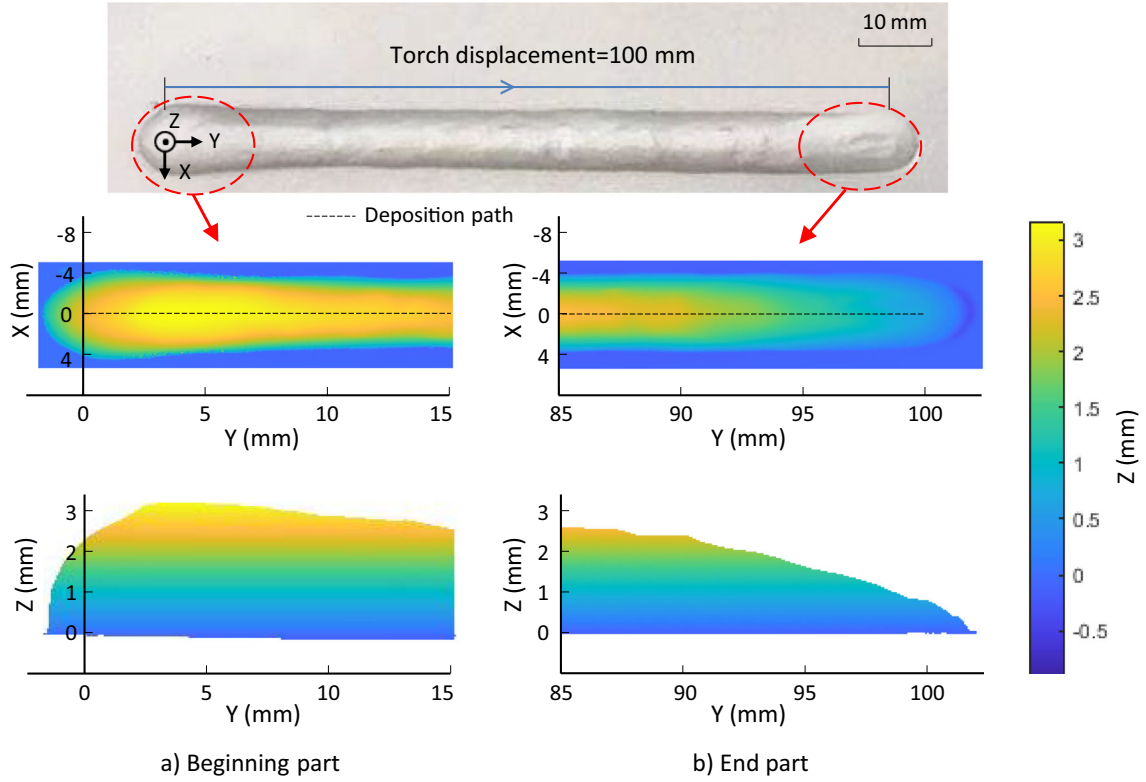 10 mm
Torch displacement=100 mm
Z
Y
X
Deposition path
-8
-4
0
4
X (mm)
0 5 10 15
Y (mm)
-8
-4
0
4
X (mm)
85 90 95 100
Y (mm)
3
2
1
0
Z (mm)
0 5 10 15
Y (mm)
3
2
1
0
Z (mm)
85 90 95 100
Y (mm)
3
2.5
2
1.5
1
0.5
0
-0.5
Z (mm)
a) Beginning part
b) End part